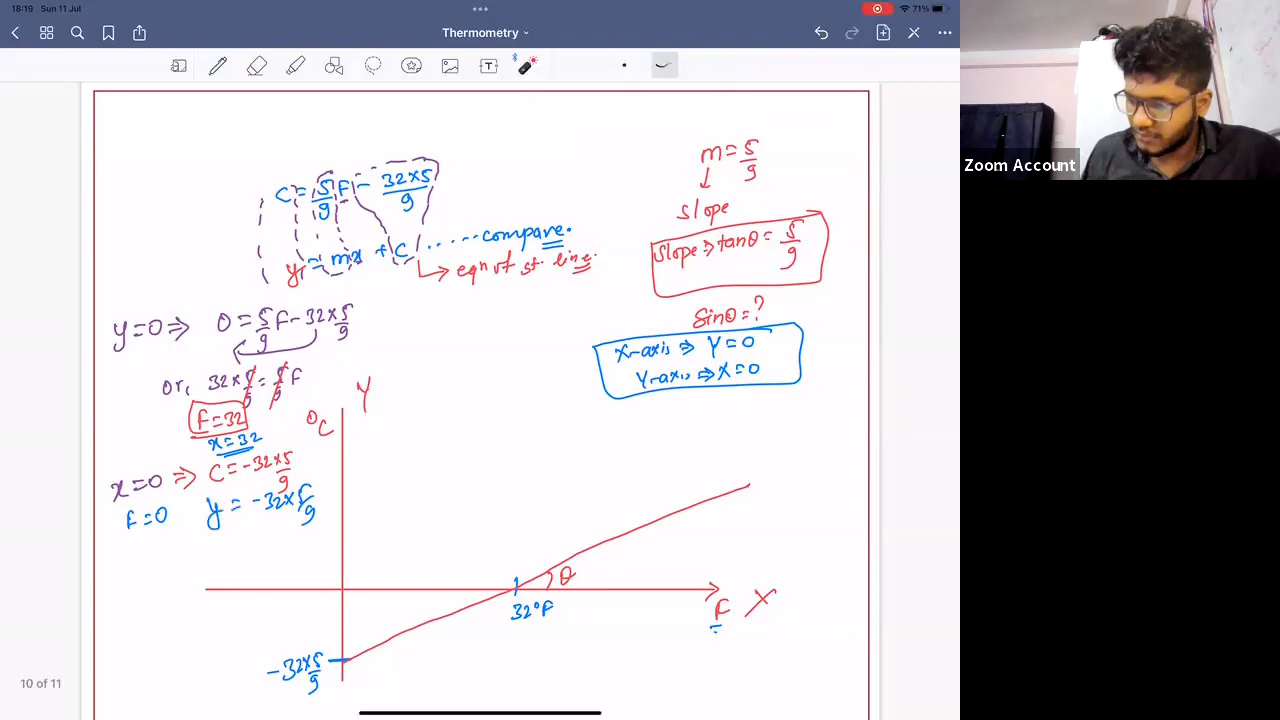 18:19 Sun 11 Jul
71%
Thermometry
T
C = 5/9 F - 32×5/9
y = mx + C ...... compare.
→ eqn of st. line.
m = 5/9
↓
slope
slope ⇒ tanθ = 5/9
sinθ = ?
X-axis ⇒ Y=0
Y-axis ⇒ X=0
y=0 ⇒ 0 = 5/9 F - 32×5/9
or, 32×5/9 = 5/9 F
F=32
x=32
x=0 ⇒ C = -32×5/9
F=0 y = -32×5/9
Y
°C
θ
32°F
F X
-32×5/9
10 of 11
Zoom Account